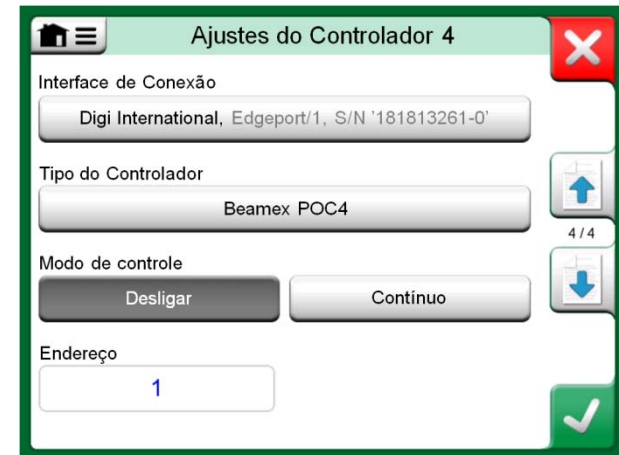 Ajustes do Controlador 4
Interface de Conexão
Digi International, Edgeport/1, S/N '181813261-0'
Tipo do Controlador
Beamex POC4
4 / 4
Modo de controle
Desligar Contínuo
Endereço
1